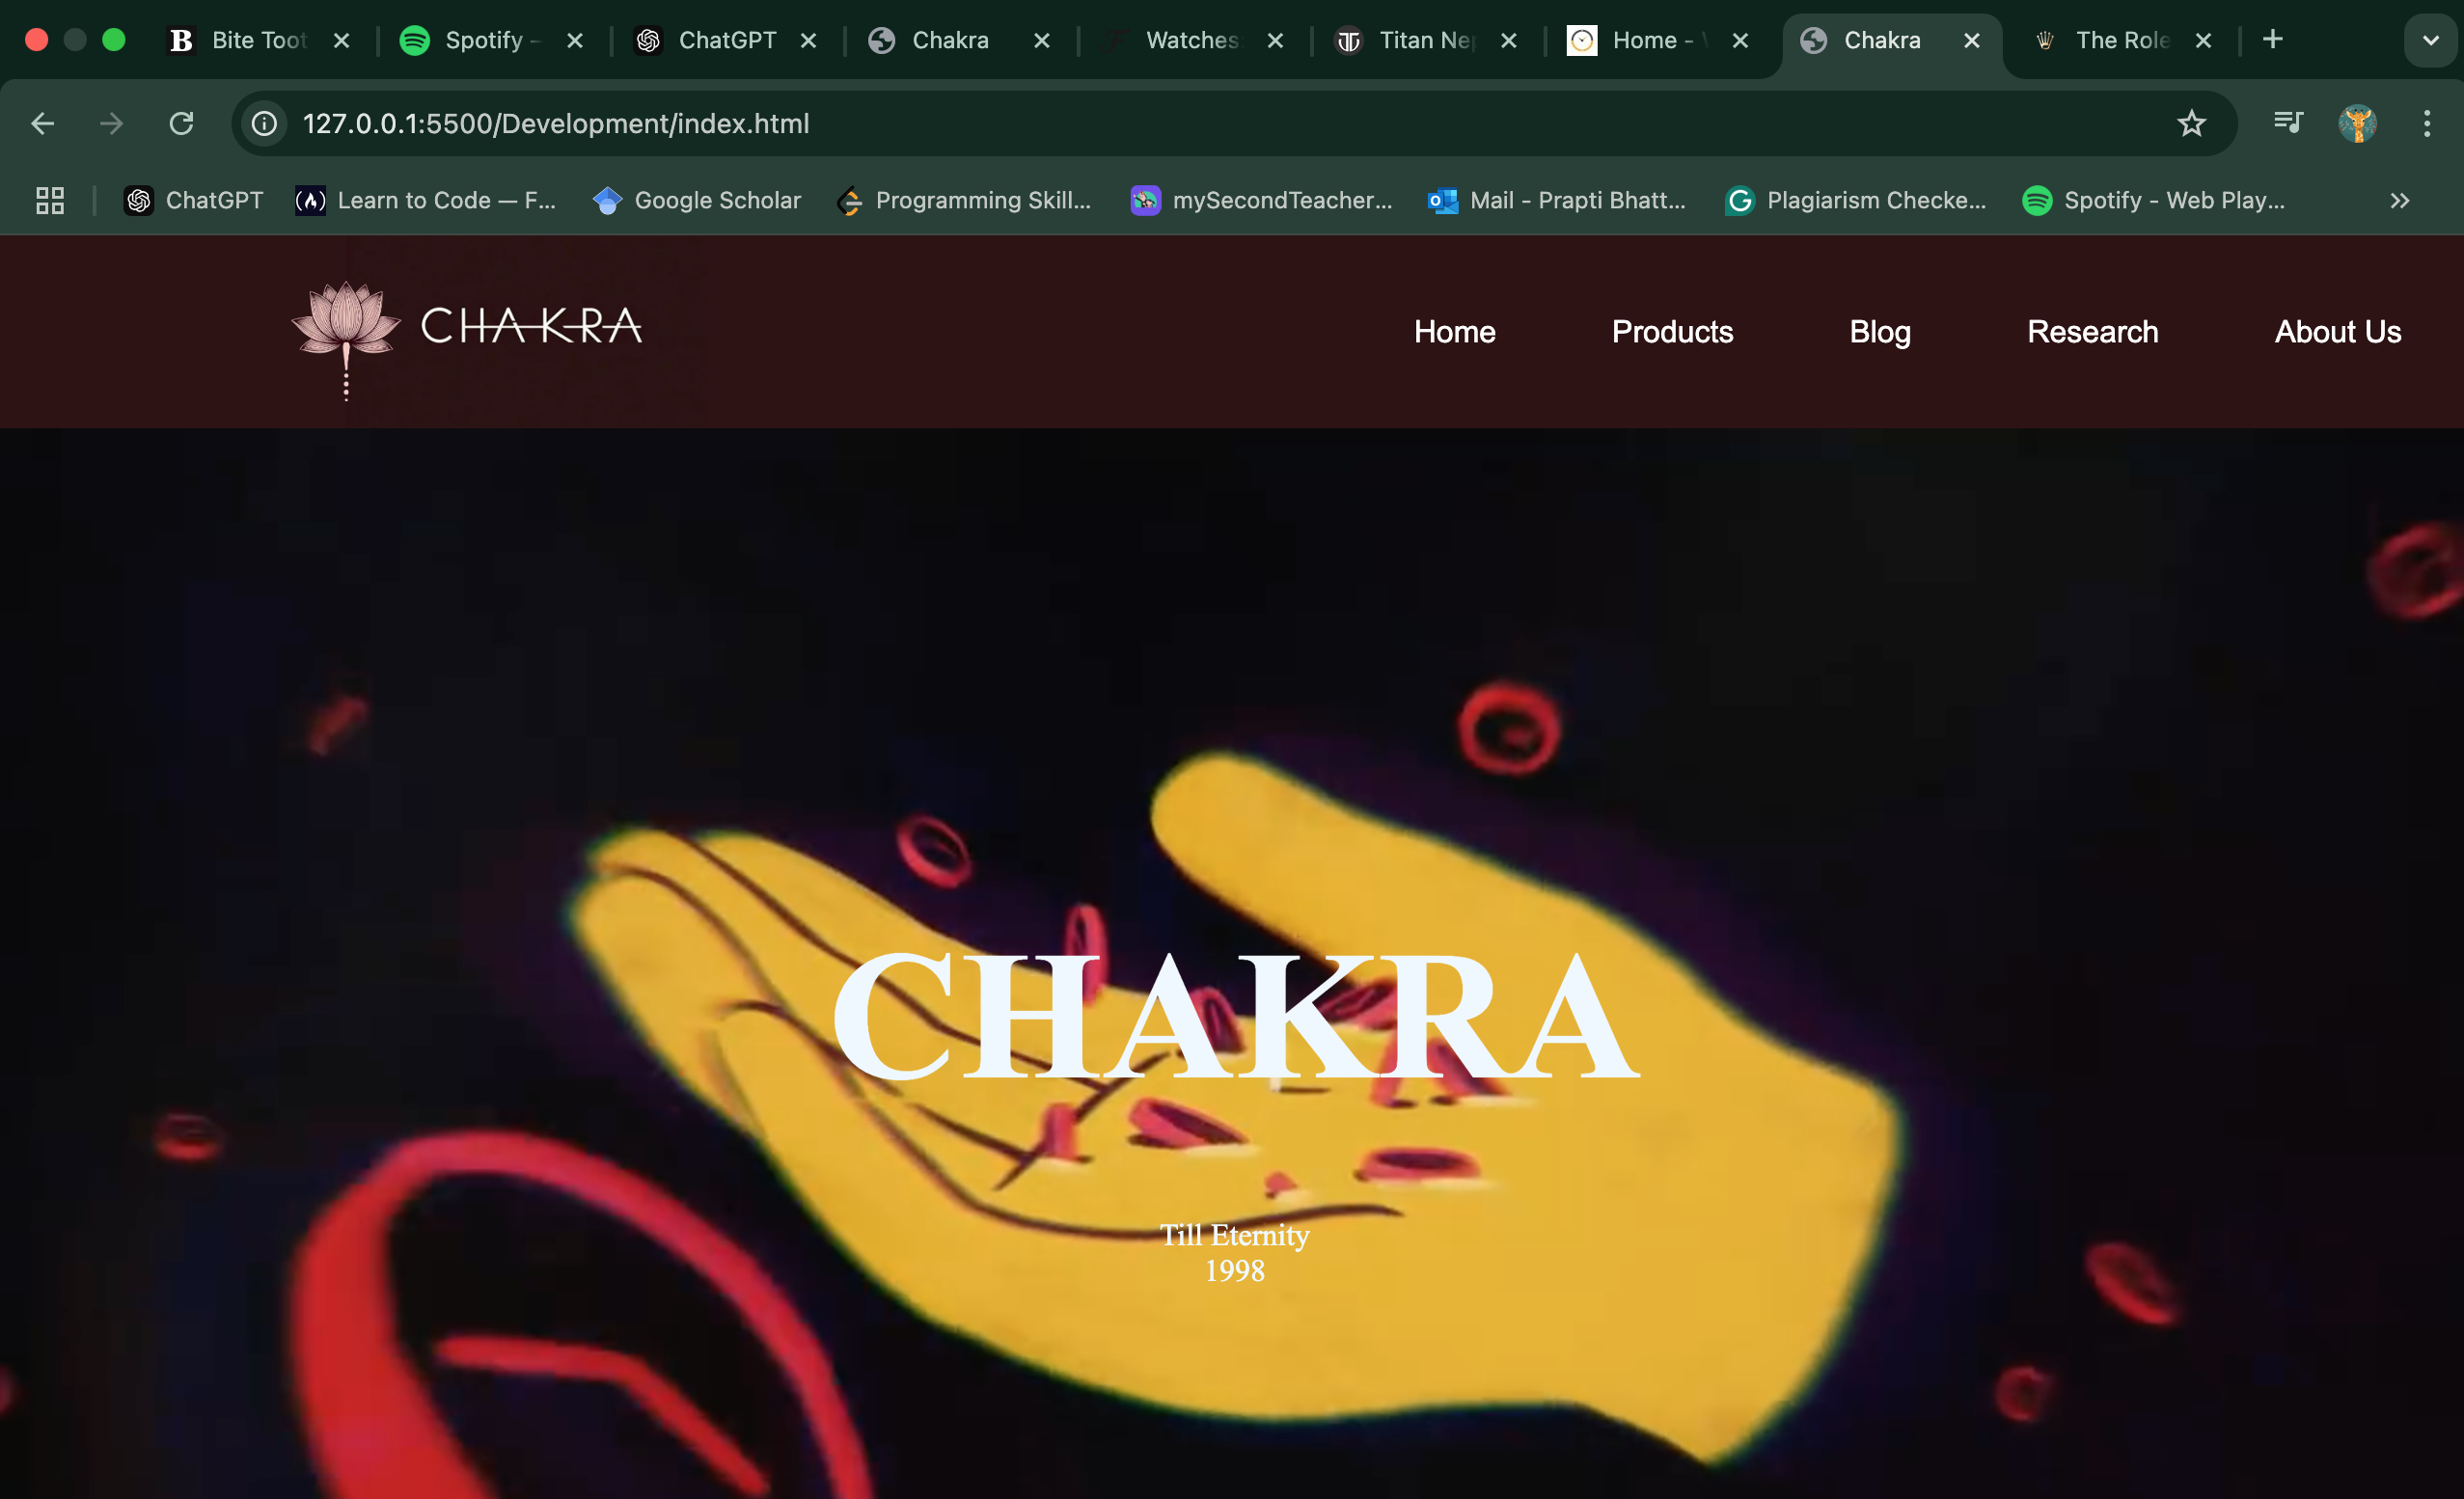 Bite Toot
Spotify -
ChatGPT
Chakra
Watches
Titan Nep
Home -
Chakra
The Role
127.0.0.1:5500/Development/index.html
ChatGPT
Learn to Code — F...
Google Scholar
Programming Skill...
mySecondTeacher...
Mail - Prapti Bhatt...
Plagiarism Checke...
Spotify - Web Play...
CHAKRA
Home
Products
Blog
Research
About Us
CHAKRA
Till Eternity
1998